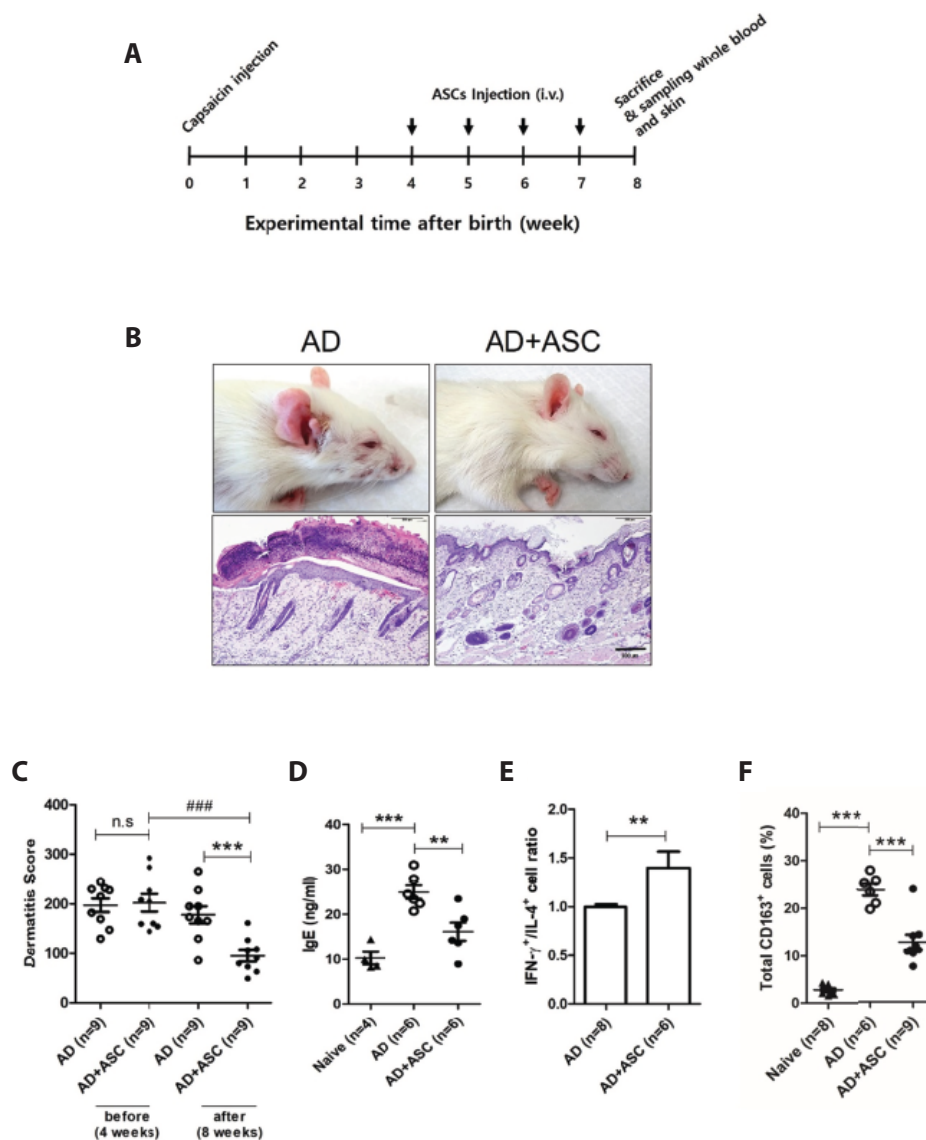 A
Capsaicin injection
ASCs Injection (i.v.)
Sacrifice
& sampling whole blood
and skin
0 1 2 3 4 5 6 7 8
Experimental time after birth (week)
B
AD AD+ASC
C
Dermatitis Score
400
300
200
100
0
n.s
###
***
AD (n=9)
AD+ASC (n=9)
AD (n=9)
AD+ASC (n=9)
before
(4 weeks)
after
(8 weeks)
D
IgE (ng/ml)
40
30
20
10
0
***
**
Naive (n=4)
AD (n=6)
AD+ASC (n=6)
E
IFN-γ⁺/IL-4⁺ cell ratio
2.0
1.5
1.0
0.5
0.0
**
AD (n=8)
AD+ASC (n=6)
F
Total CD163⁺ cells (%)
40
30
20
10
0
***
***
Naive (n=8)
AD (n=6)
AD+ASC (n=9)